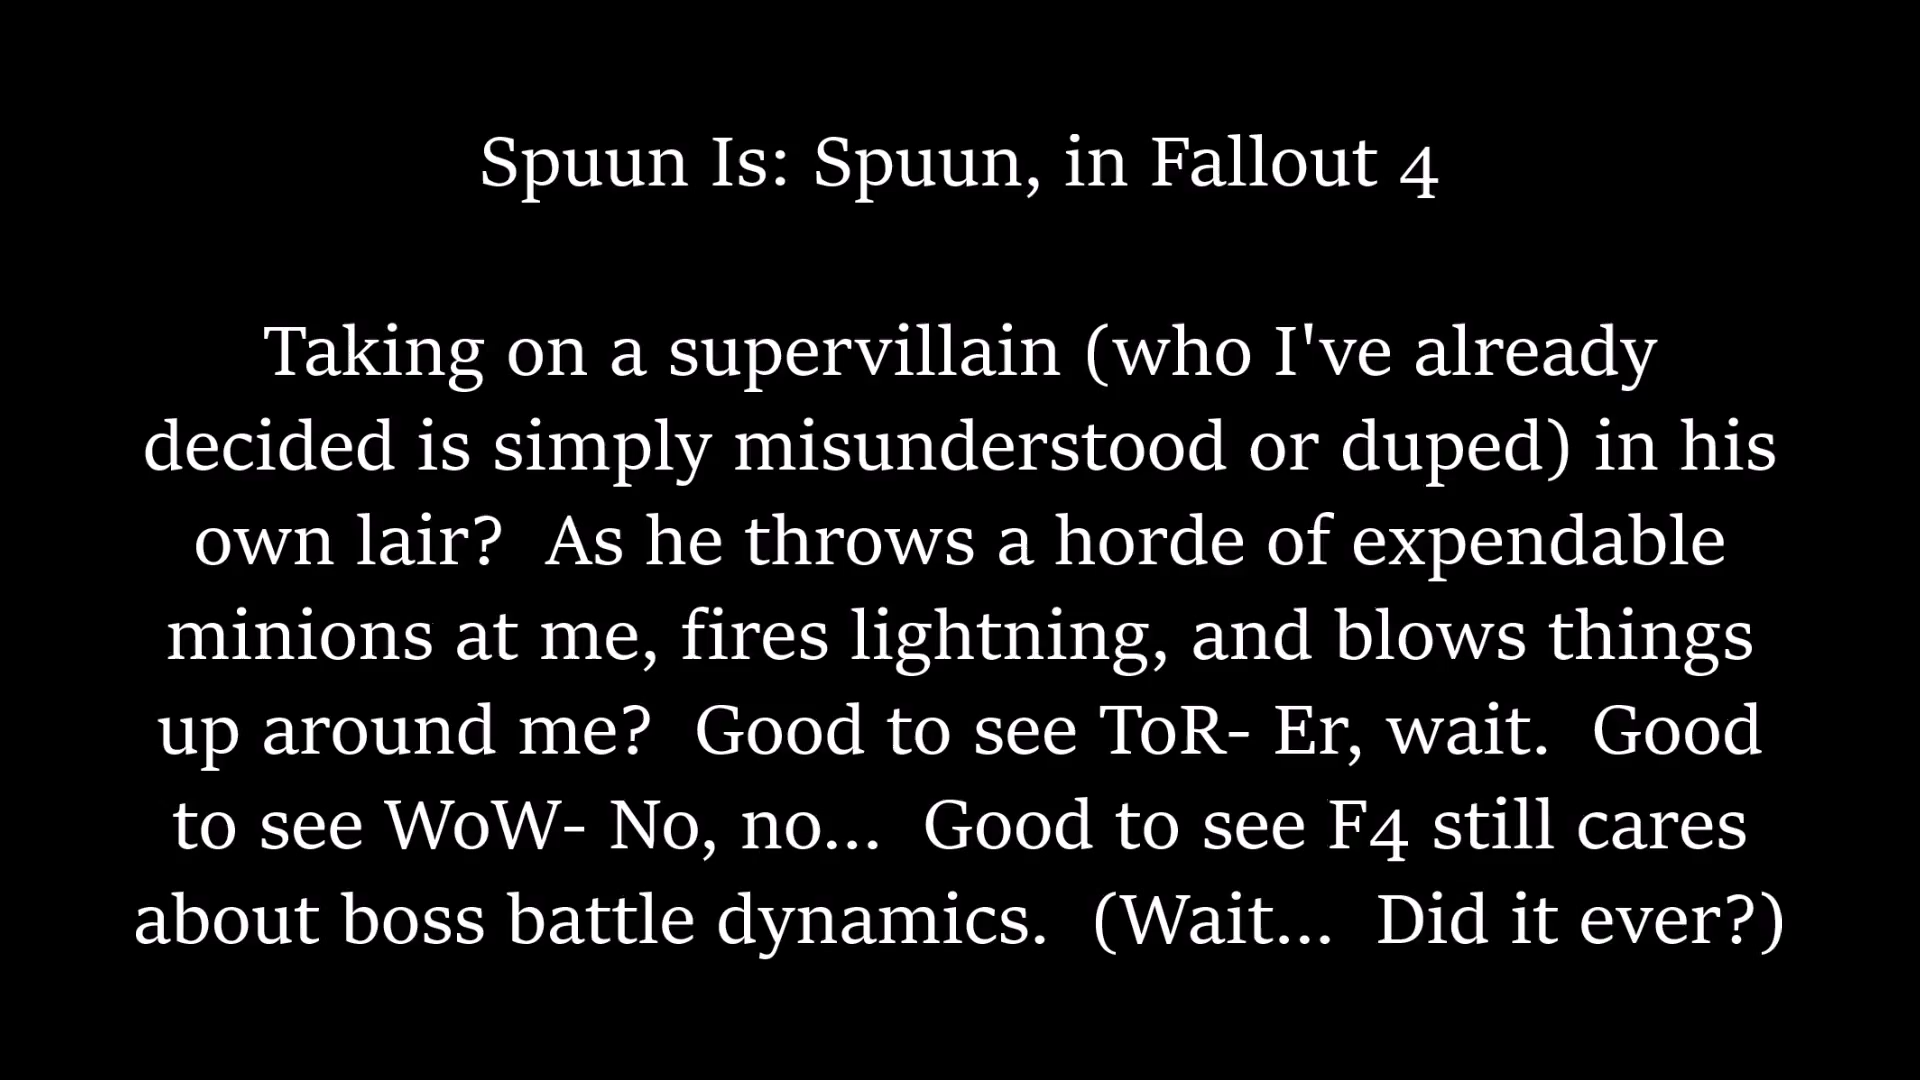 Spuun Is: Spuun, in Fallout 4
Taking on a supervillain (who I've already
decided is simply misunderstood or duped) in his
own lair?  As he throws a horde of expendable
minions at me, fires lightning, and blows things
up around me?  Good to see ToR- Er, wait.  Good
to see WoW- No, no...  Good to see F4 still cares
about boss battle dynamics.  (Wait...  Did it ever?)